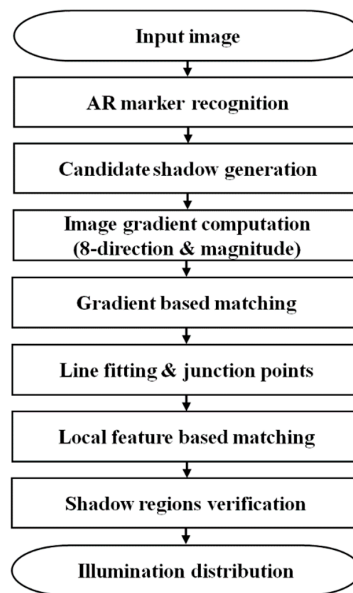 Input image
AR marker recognition
Candidate shadow generation
Image gradient computation
(8-direction & magnitude)
Gradient based matching
Line fitting & junction points
Local feature based matching
Shadow regions verification
Illumination distribution